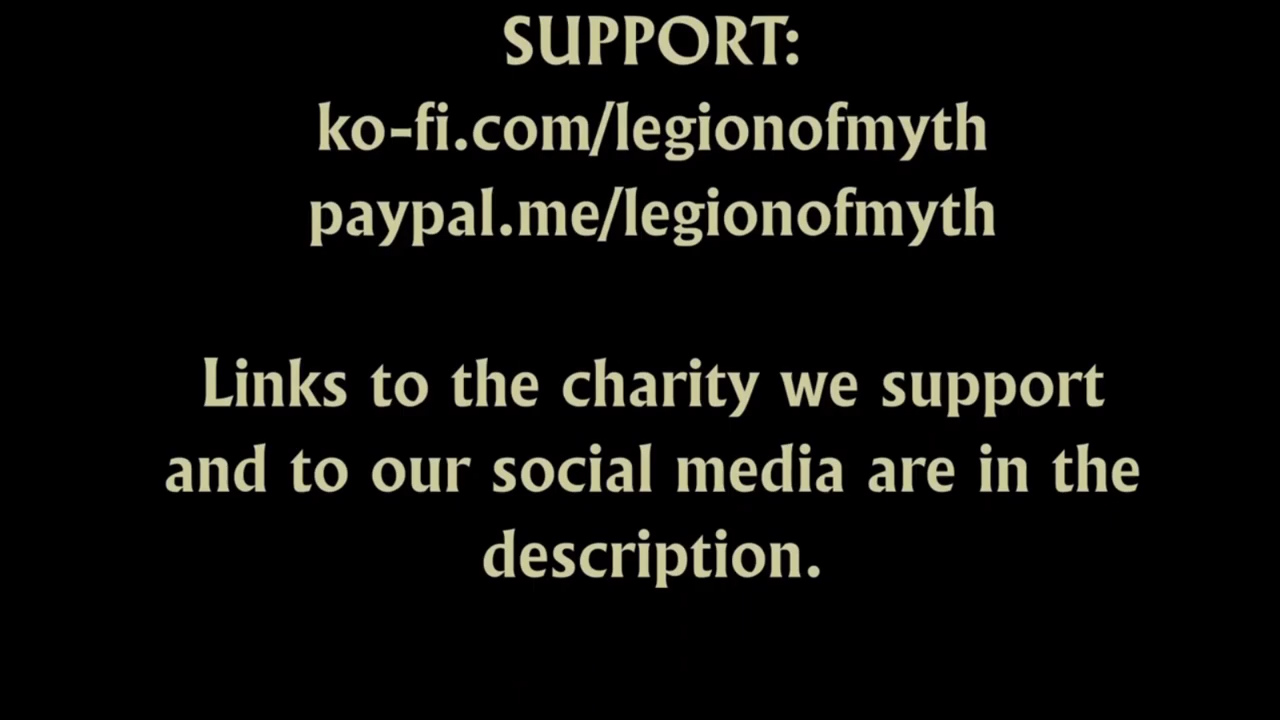 SUPPORT:
ko-fi.com/legionofmyth
paypal.me/legionofmyth
Links to the charity we support
and to our social media are in the
description.